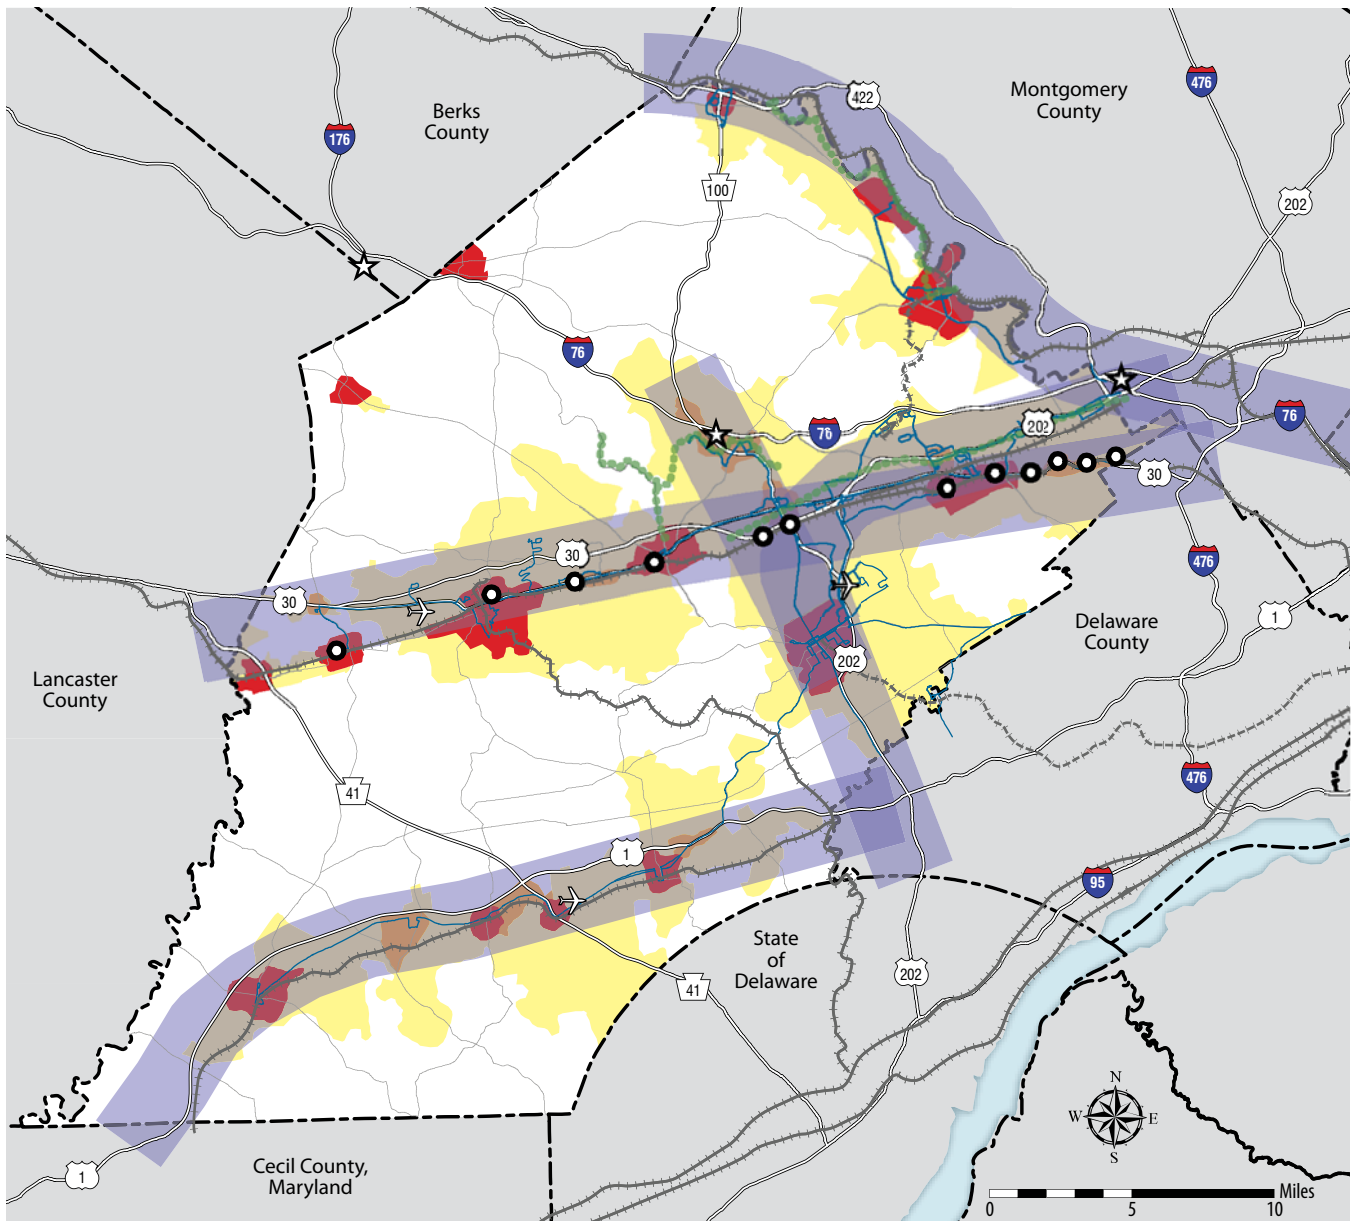 476
422
Montgomery
County
Berks
County
176
100
202
76
76
202
76
30
30
30
476
Delaware
County
1
202
Lancaster
County
476
41
1
95
State
of
Delaware
202
41
N
W
E
S
Cecil County,
Maryland
1
Miles
0
5
10